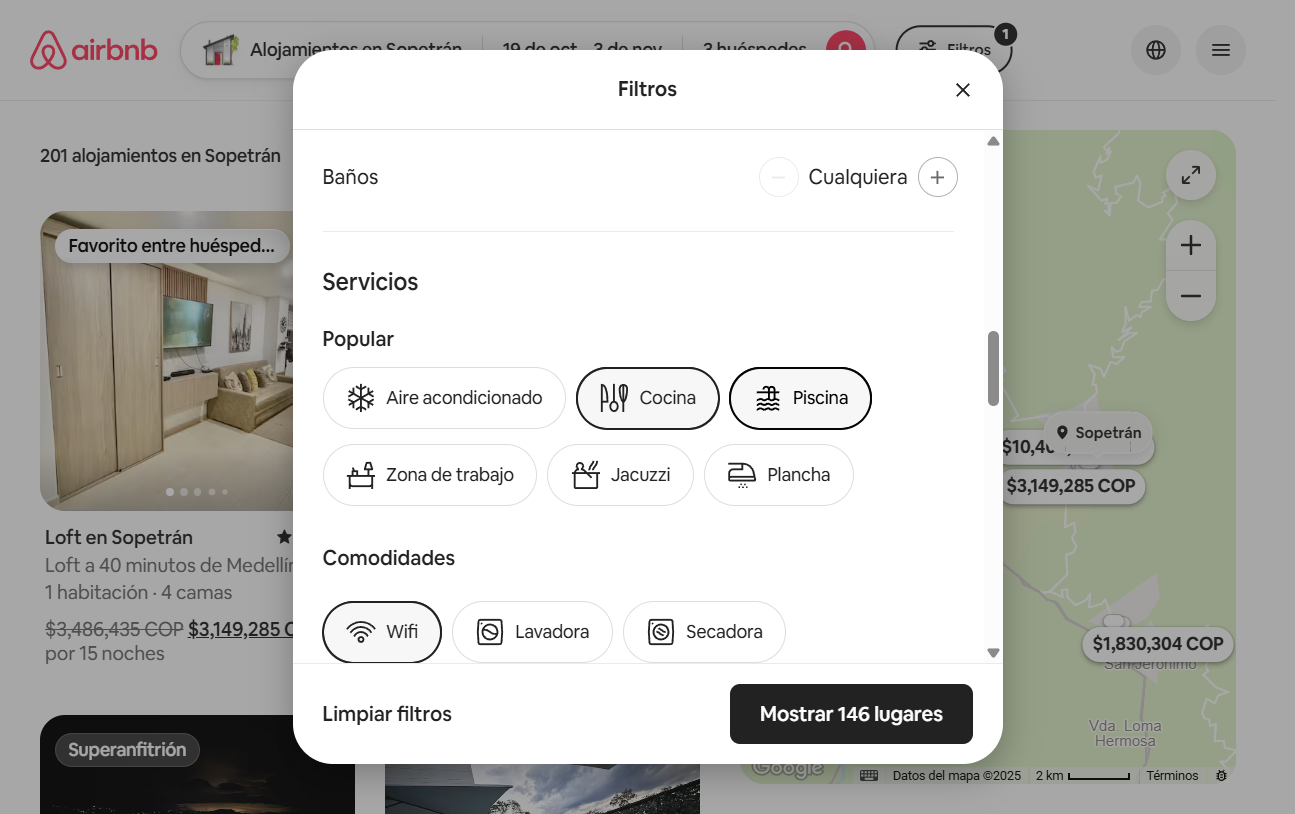 airbnb
Alojamientos en Sopetrán
19 de oct - 3 de nov
3 huéspedes
Filtros
1
Filtros
201 alojamientos en Sopetrán
Favorito entre huésped...
Baños
Cualquiera
Servicios
Popular
Aire acondicionado
Cocina
Piscina
Zona de trabajo
Jacuzzi
Plancha
Comodidades
Wifi
Lavadora
Secadora
Limpiar filtros
Mostrar 146 lugares
Loft en Sopetrán
Loft a 40 minutos de Medellín
1 habitación · 4 camas
$3,486,435 COP $3,149,285 C
por 15 noches
Superanfitrión
Sopetrán
$10,4
$3,149,285 COP
$1,830,304 COP
San Jerónimo
Vda. Loma
Hermosa
Google
Datos del mapa ©2025
2 km
Términos